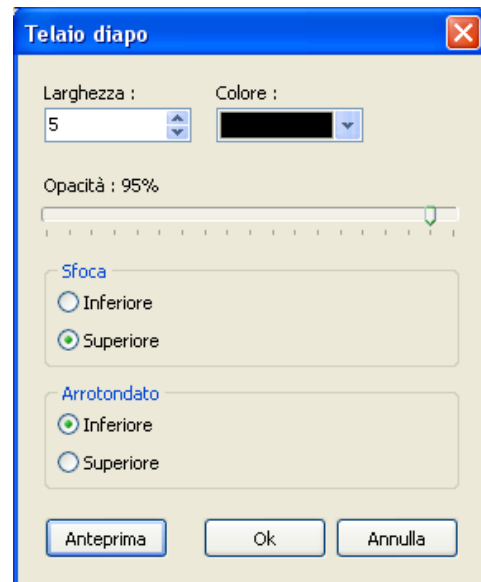 Telaio diapo
Larghezza : Colore :
5
Opacità : 95%
Sfoca
Inferiore
Superiore
Arrotondato
Inferiore
Superiore
Anteprima Ok Annulla